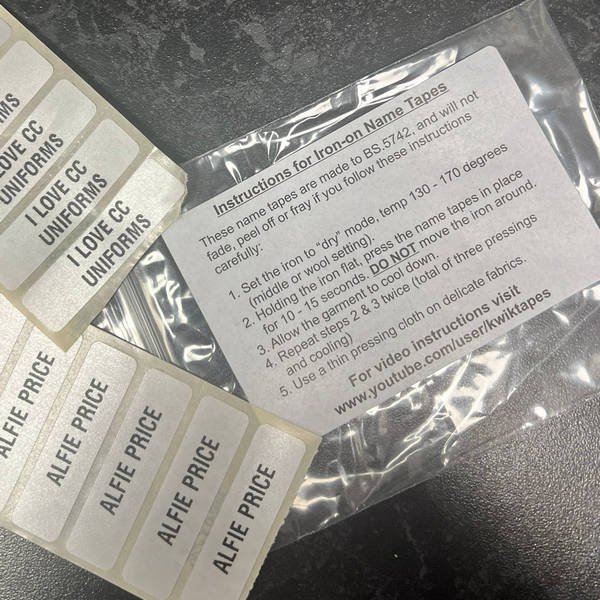 LOVE CC
UNIFORMS
I LOVE CC
UNIFORMS
I LOVE CC
UNIFORMS
Instructions for Iron-on Name Tapes
These name tapes are made to BS.5742, and will not
fade, peel off or fray if you follow these instructions
carefully:
1. Set the iron to “dry” mode, temp 130 - 170 degrees
(middle or wool setting).
2. Holding the iron flat, press the name tapes in place
for 10 - 15 seconds, DO NOT move the iron around.
3. Allow the garment to cool down.
4. Repeat steps 2 & 3 twice (total of three pressings
and cooling)
5. Use a thin pressing cloth on delicate fabrics.
For video instructions visit
www.youtube.com/user/kwiktapes
ALFIE PRICE
ALFIE PRICE
ALFIE PRICE
ALFIE PRICE
ALFIE PRICE